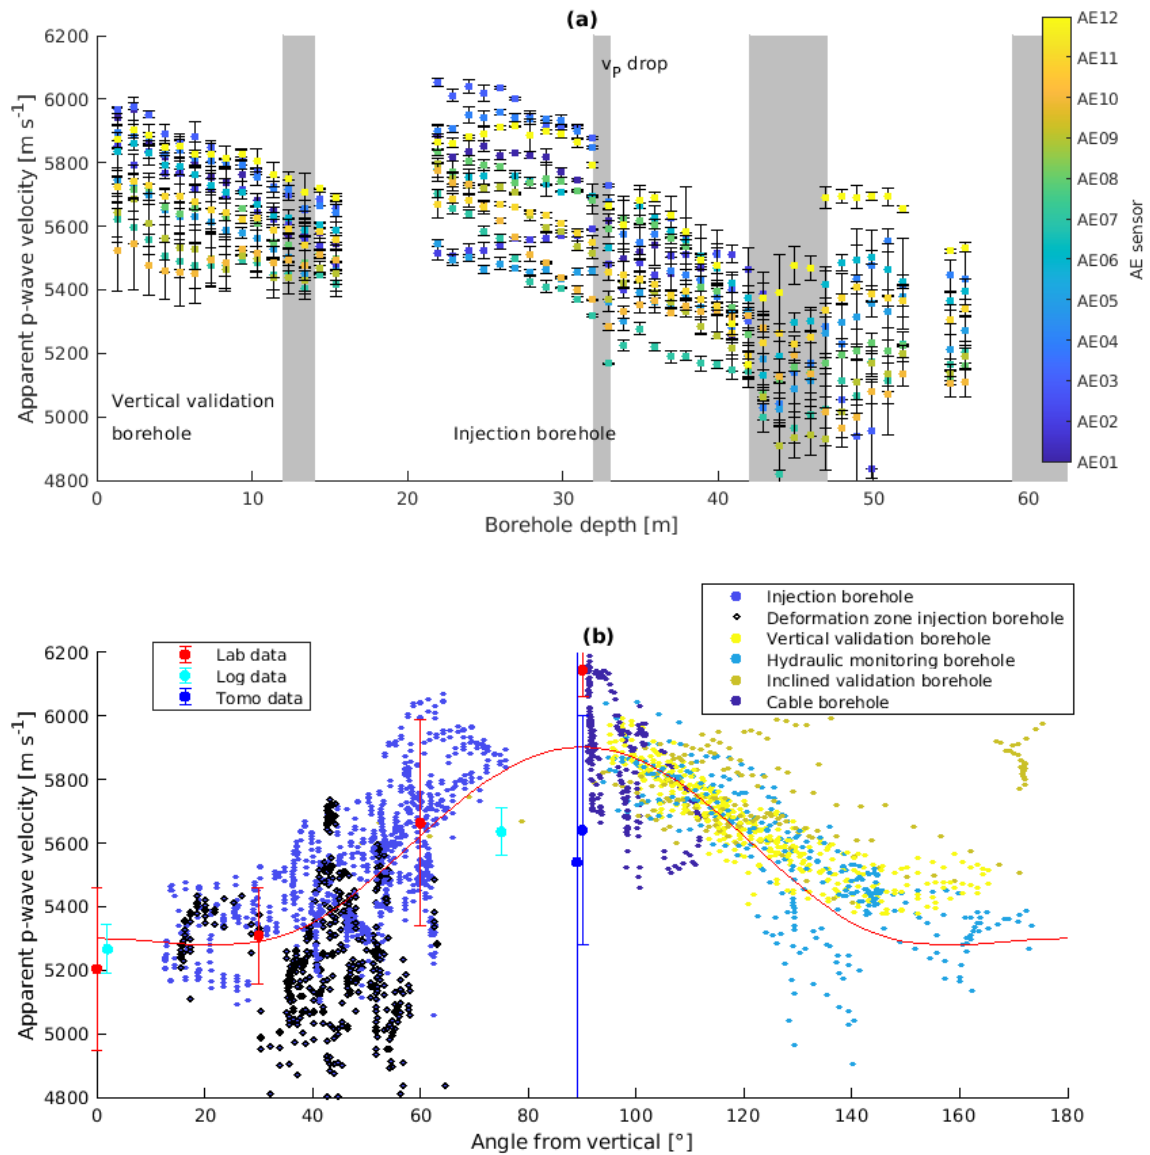 (a)
6200
6000
5800
5600
5400
5200
5000
4800
Apparent p-wave velocity [m s-1]
vP drop
Vertical validation
borehole
Injection borehole
0
10
20
30
40
50
60
Borehole depth [m]
AE12
AE11
AE10
AE09
AE08
AE07
AE06
AE05
AE04
AE03
AE02
AE01
AE sensor
Injection borehole
Deformation zone injection borehole
Vertical validation borehole
Hydraulic monitoring borehole
Inclined validation borehole
Cable borehole
(b)
Lab data
Log data
Tomo data
6200
6000
5800
5600
5400
5200
5000
4800
Apparent p-wave velocity [m s-1]
0
20
40
60
80
100
120
140
160
180
Angle from vertical [°]